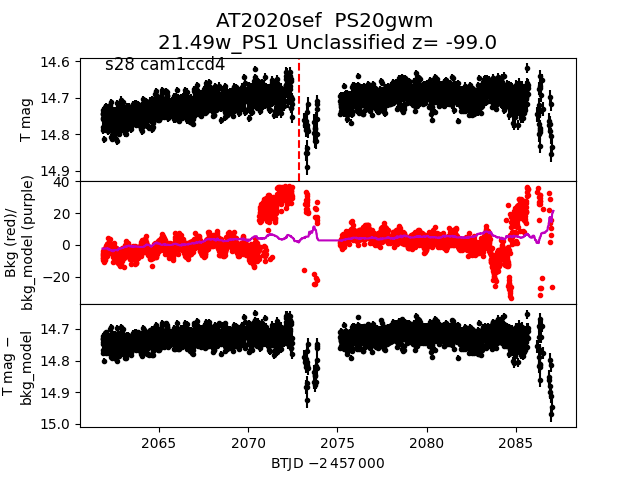 AT2020sef  PS20gwm
21.49w_PS1 Unclassified z= -99.0
s28 cam1ccd4
14.6
14.7
14.8
14.9
T mag
40
20
0
−20
Bkg (red)/
bkg_model (purple)
14.7
14.8
14.9
15.0
T mag −
bkg_model
2065
2070
2075
2080
2085
BTJD −2 457 000